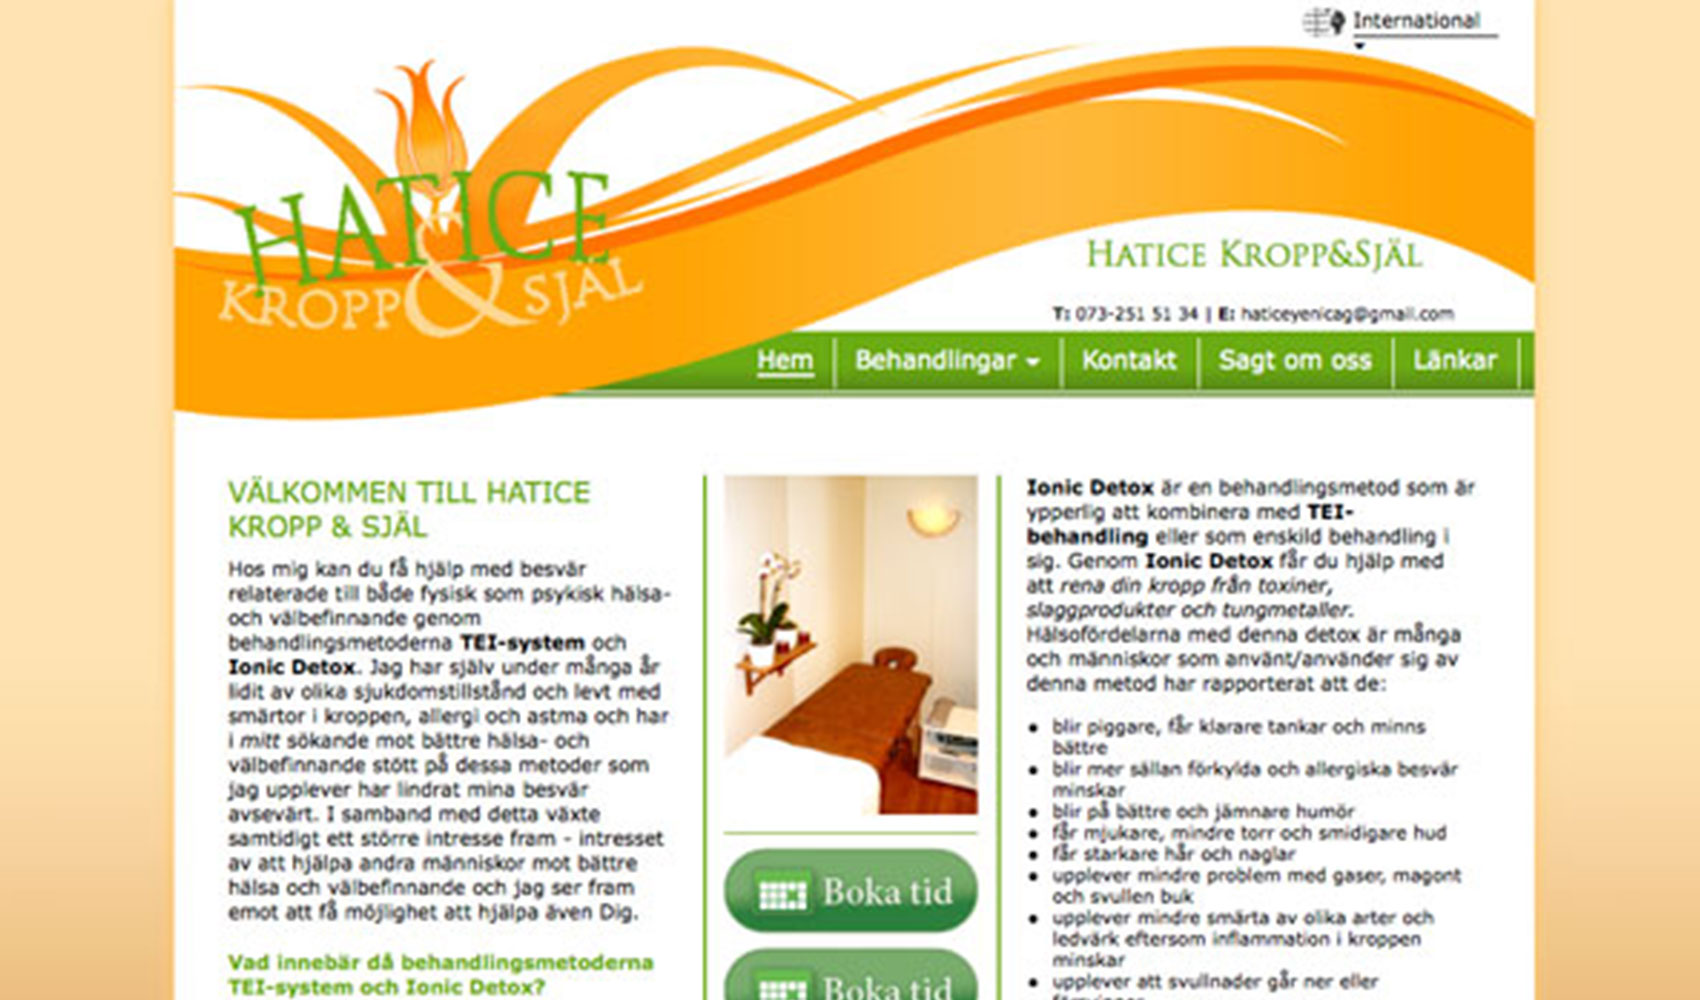 International
HATICE
KROPP & SJÄL
HATICE KROPP&SJÄL
T: 073-251 51 34 | E: haticeyenicag@gmail.com
Hem
Behandlingar
Kontakt
Sagt om oss
Länkar
VÄLKOMMEN TILL HATICE
KROPP & SJÄL
Hos mig kan du få hjälp med besvär
relaterade till både fysisk som psykisk hälsa-
och välbefinnande genom
behandlingsmetoderna TEI-system och
Ionic Detox. Jag har själv under många år
lidit av olika sjukdomstillstånd och levt med
smärtor i kroppen, allergi och astma och har
i mitt sökande mot bättre hälsa- och
välbefinnande stött på dessa metoder som
jag upplever har lindrat mina besvär
avsevärt. I samband med detta växte
samtidigt ett större intresse fram - intresset
av att hjälpa andra människor mot bättre
hälsa och välbefinnande och jag ser fram
emot att få möjlighet att hjälpa även Dig.
Vad innebär då behandlingsmetoderna
TEI-system och Ionic Detox?
Boka tid
Boka tid
Ionic Detox är en behandlingsmetod som är
ypperlig att kombinera med TEI-
behandling eller som enskild behandling i
sig. Genom Ionic Detox får du hjälp med
att rena din kropp från toxiner,
slaggprodukter och tungmetaller.
Hälsofördelarna med denna detox är många
och människor som använt/använder sig av
denna metod har rapporterat att de:
• blir piggare, får klarare tankar och minns
bättre
• blir mer sällan förkylda och allergiska besvär
minskar
• blir på bättre och jämnare humör
• får mjukare, mindre torr och smidigare hud
• får starkare hår och naglar
• upplever mindre problem med gaser, magont
och svullen buk
• upplever mindre smärta av olika arter och
ledvärk eftersom inflammation i kroppen
minskar
• upplever att svullnader går ner eller